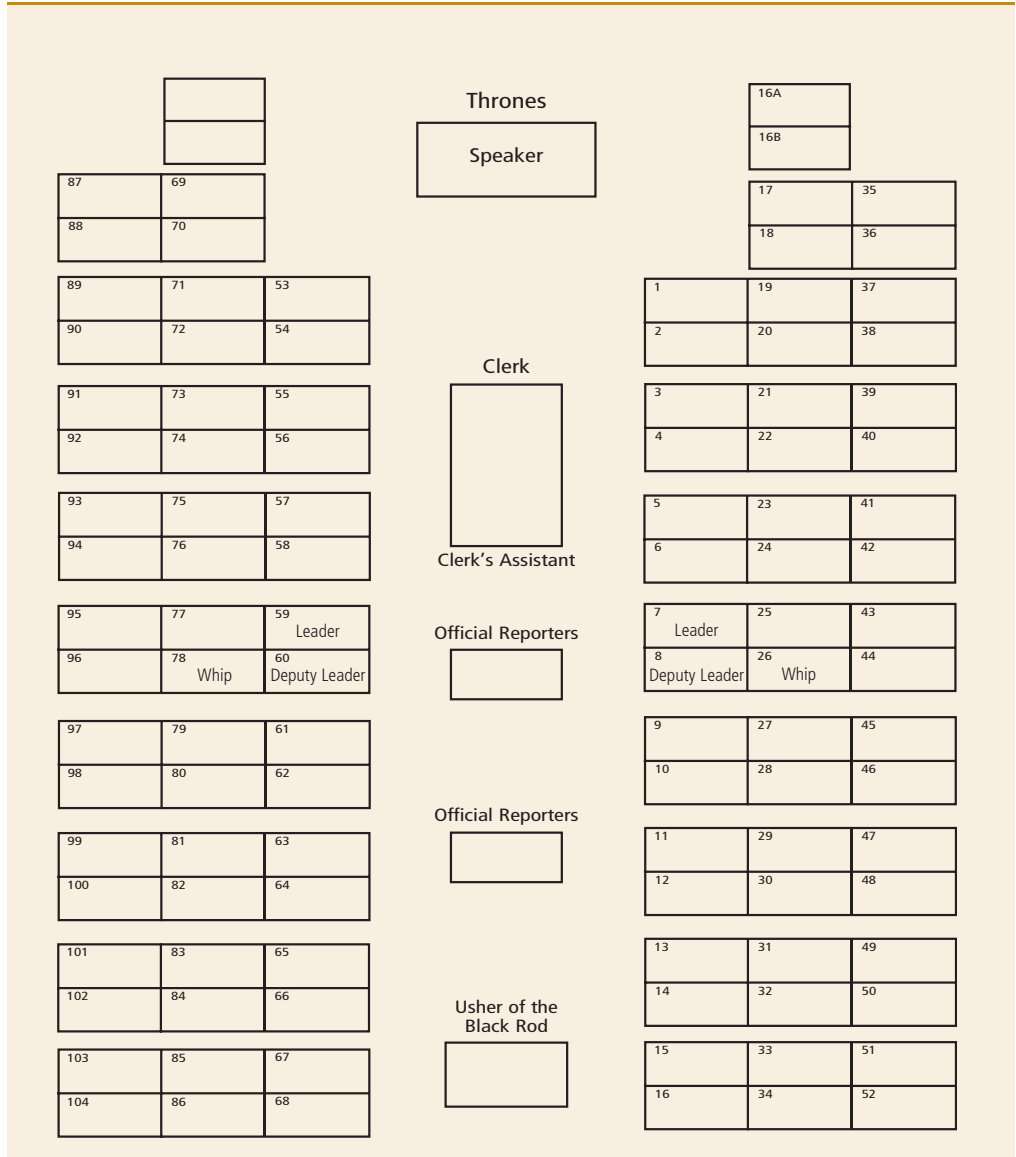 Thrones
Speaker
16A
16B
87 69
88 70
17 35
18 36
89 71 53
90 72 54
1 19 37
2 20 38
Clerk
91 73 55
92 74 56
3 21 39
4 22 40
93 75 57
94 76 58
5 23 41
6 24 42
Clerk's Assistant
95 77 59
Leader
96 78 60
Whip Deputy Leader
Official Reporters
7 25 43
Leader
8 26 44
Deputy Leader Whip
97 79 61
98 80 62
9 27 45
10 28 46
Official Reporters
99 81 63
100 82 64
11 29 47
12 30 48
101 83 65
102 84 66
13 31 49
14 32 50
Usher of the
Black Rod
103 85 67
104 86 68
15 33 51
16 34 52